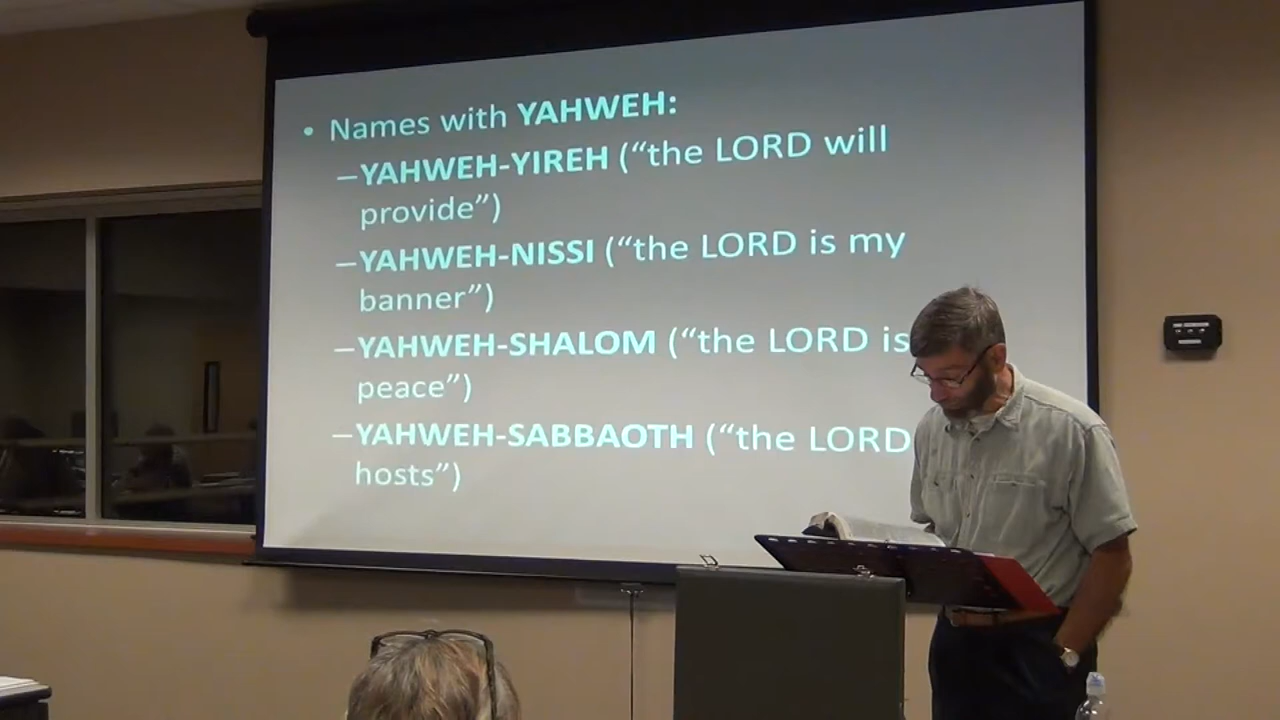 • Names with YAHWEH:
–YAHWEH-YIREH (“the LORD will
provide”)
–YAHWEH-NISSI (“the LORD is my
banner”)
–YAHWEH-SHALOM (“the LORD is
peace”)
–YAHWEH-SABBAOTH (“the LORD
hosts”)